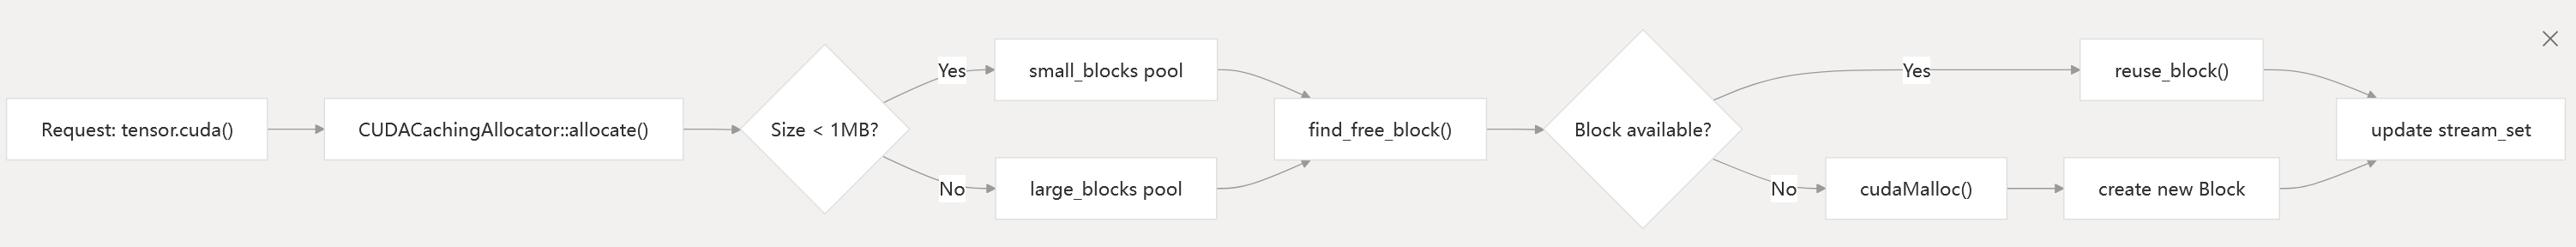 Request: tensor.cuda()
CUDACachingAllocator::allocate()
Size < 1MB?
Yes
small_blocks pool
No
large_blocks pool
find_free_block()
Block available?
Yes
reuse_block()
No
cudaMalloc()
create new Block
update stream_set